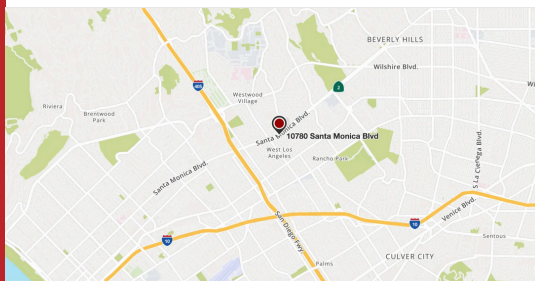 BEVERLY HILLS
Wilshire Blvd.
405
2
Westwood
Village
Riviera
Brentwood
Park
Santa Monica Blvd.
10780 Santa Monica Blvd
West Los
Angeles
Rancho Park
Santa Monica Blvd.
S La Cienega Blvd.
Venice Blvd.
San Diego Fwy.
10
10
Sentous
CULVER CITY
Palms